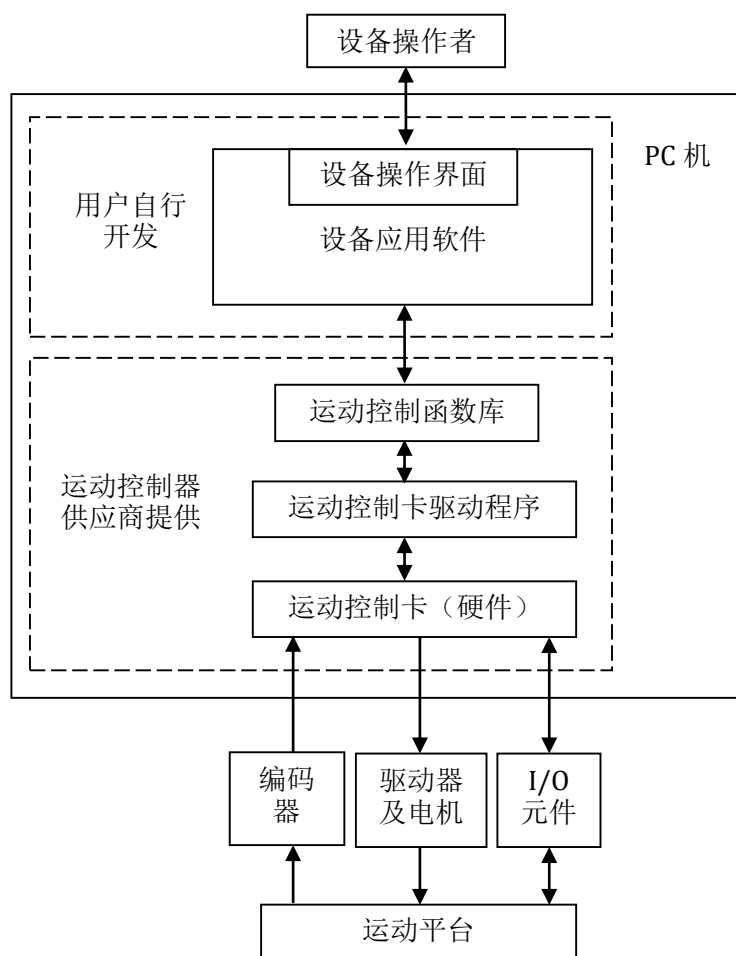 设备操作者
PC 机
设备操作界面
用户自行
开发
设备应用软件
运动控制函数库
运动控制器
供应商提供
运动控制卡驱动程序
运动控制卡（硬件）
编码
器
驱动器
及电机
I/O
元件
运动平台